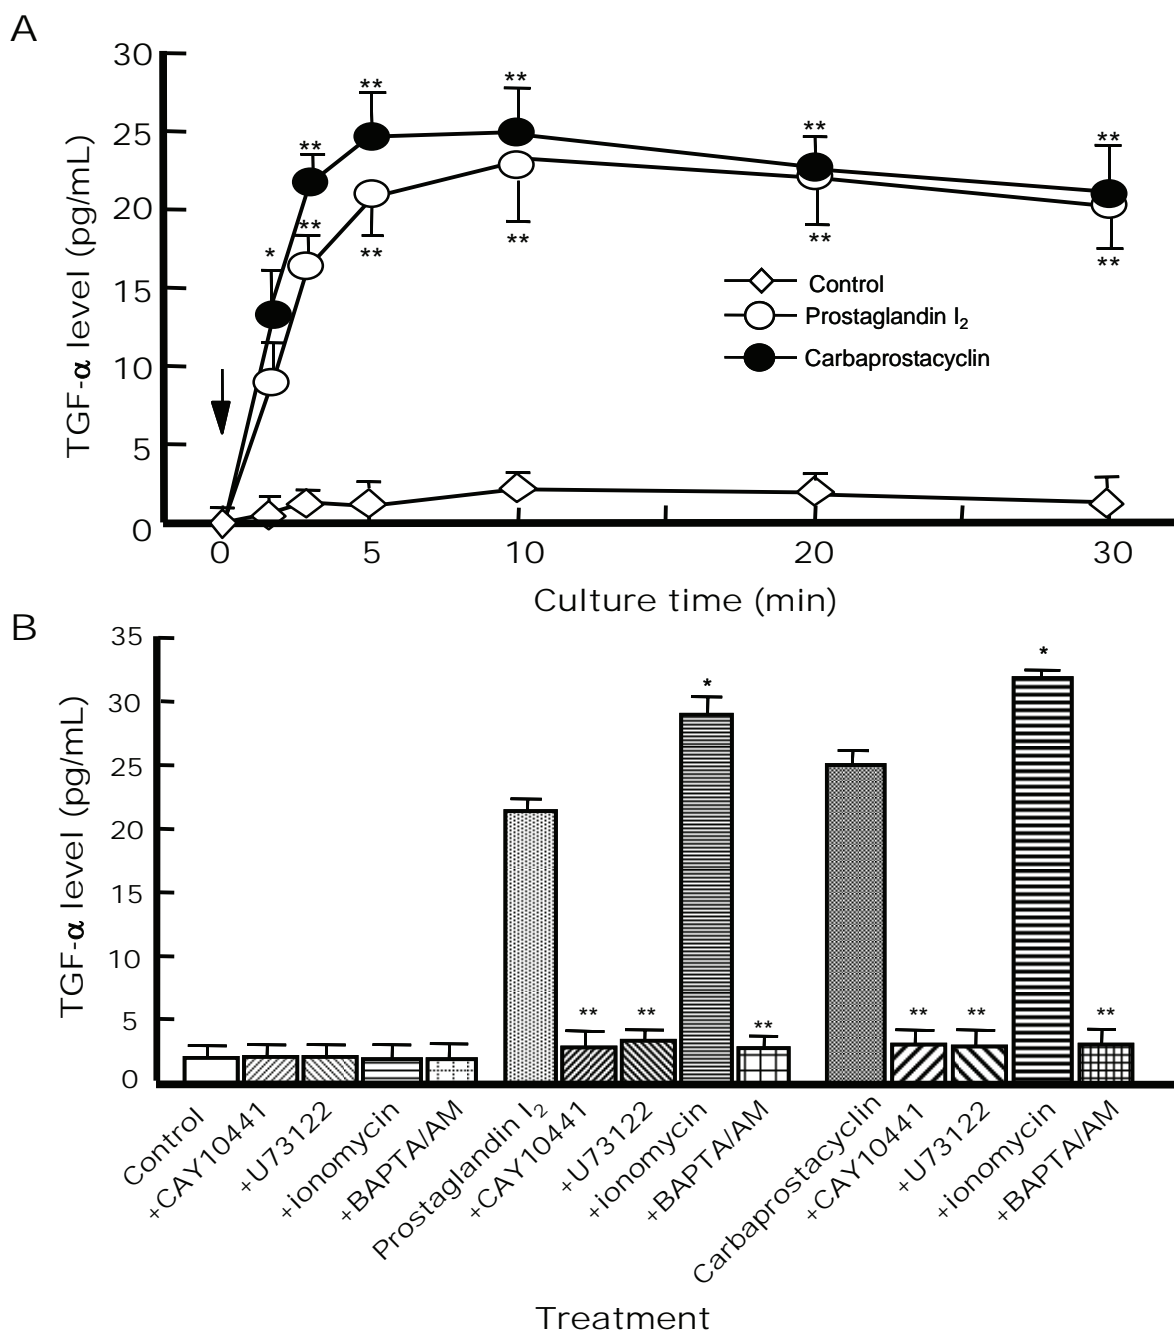 A
TGF-α level (pg/mL)
30
25
20
15
10
5
0
**
**
**
**
**
*
**
**
**
**
**
Control
Prostaglandin I₂
Carbaprostacyclin
0
5
10
20
30
Culture time (min)
B
TGF-α level (pg/mL)
35
30
25
20
15
10
5
0
**
**
*
**
**
**
*
**
Control
+CAY10441
+U73122
+ionomycin
+BAPTA/AM
Prostaglandin I₂
+CAY10441
+U73122
+ionomycin
+BAPTA/AM
Carbaprostacyclin
+CAY10441
+U73122
+ionomycin
+BAPTA/AM
Treatment